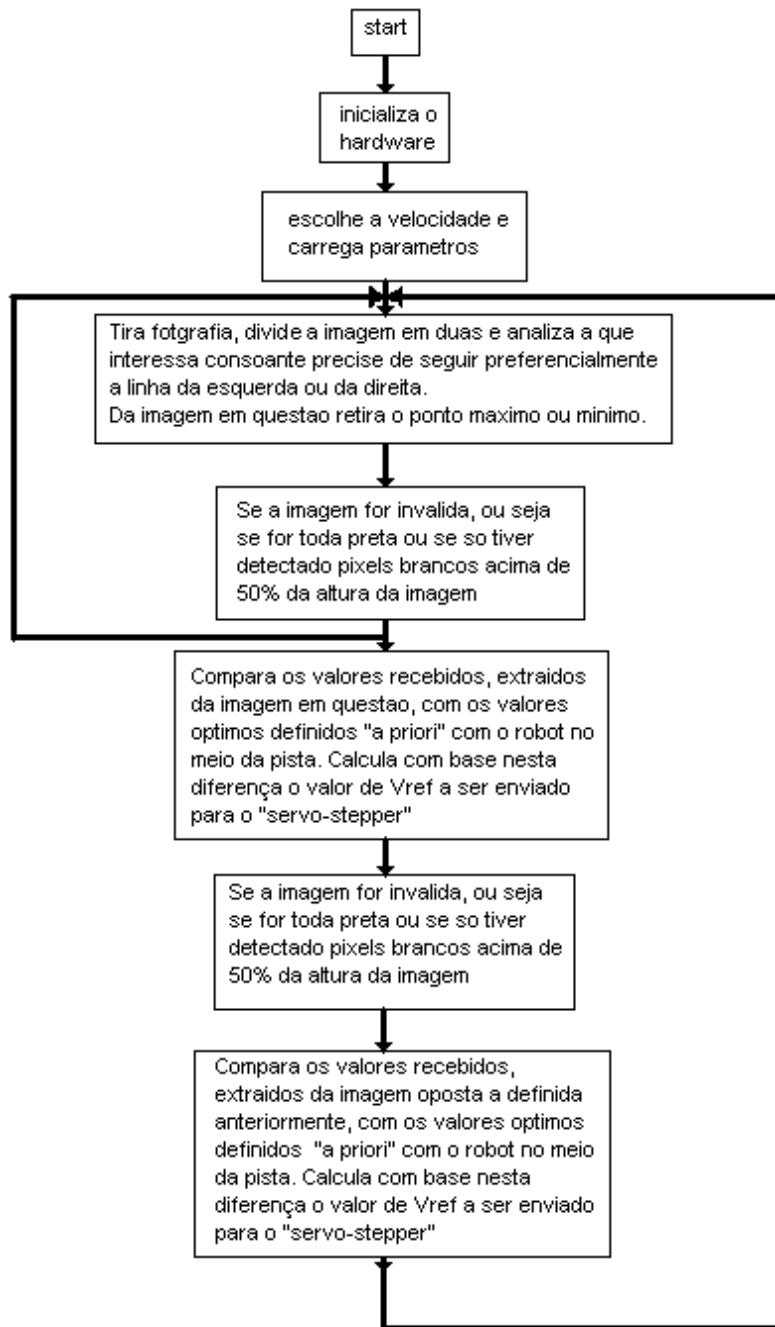 start
inicializa o
hardware
escolhe a velocidade e
carrega parametros
Tira fotgrafia, divide a imagem em duas e analiza a que
interessa consoante precise de seguir preferencialmente
a linha da esquerda ou da direita.
Da imagem em questao retira o ponto maximo ou minimo.
Se a imagem for invalida, ou seja
se for toda preta ou se so tiver
detectado pixels brancos acima de
50% da altura da imagem
Compara os valores recebidos, extraidos
da imagem em questao, com os valores
optimos definidos "a priori" com o robot no
meio da pista. Calcula com base nesta
diferença o valor de Vref a ser enviado
para o "servo-stepper"
Se a imagem for invalida, ou seja
se for toda preta ou se so tiver
detectado pixels brancos acima de
50% da altura da imagem
Compara os valores recebidos,
extraidos da imagem oposta a definida
anteriormente, com os valores optimos
definidos "a priori" com o robot no meio
da pista. Calcula com base nesta
diferença o valor de Vref a ser enviado
para o "servo-stepper"